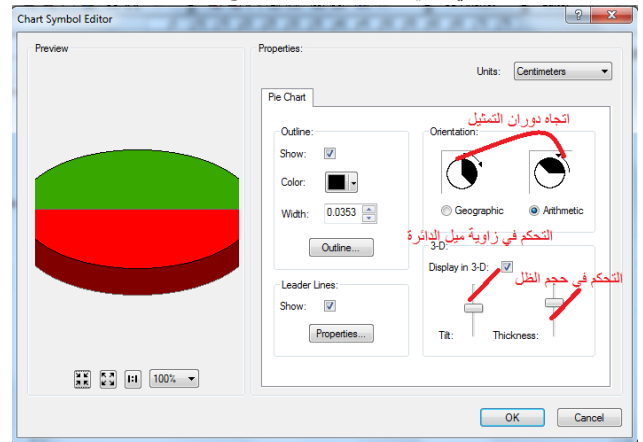 Chart Symbol Editor
Preview
Properties:
Units: Centimeters
Pie Chart
Outline:
Show:
Color:
Width: 0.0353
Outline...
Leader Lines:
Show:
Properties...
اتجاه دوران التمثيل
Orientation:
Geographic Arithmetic
التحكم في زاوية ميل الدائرة
3-D:
Display in 3-D:
التحكم في حجم الظل
Tilt: Thickness:
1:1 100%
OK Cancel